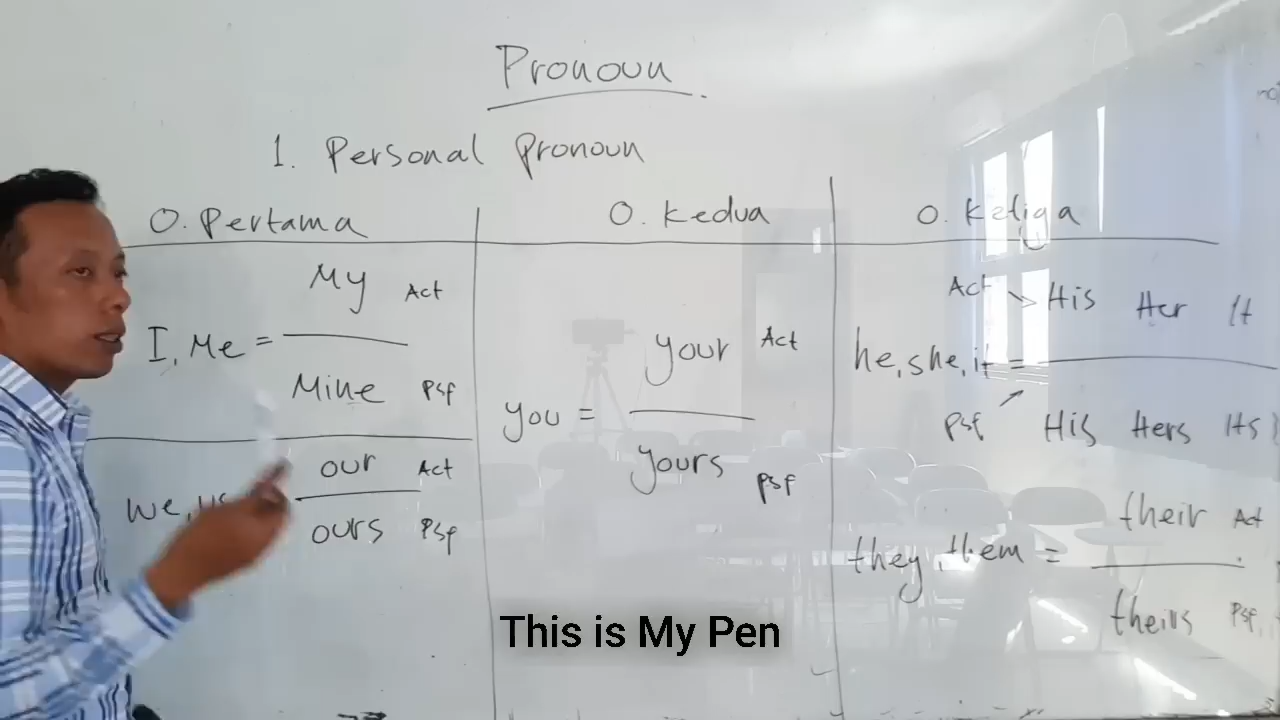 Pronoun.
1. Personal Pronoun
O. Pertama
My Act
I, Me =
Mine Psf
our Act
we, us
ours Psf
O. Kedua
your Act
you =
yours Psf
O. Ketiga
Act His Her It
he, she, it =
Psf His Hers Its
their Act
they, them =
theirs Psf
This is My Pen